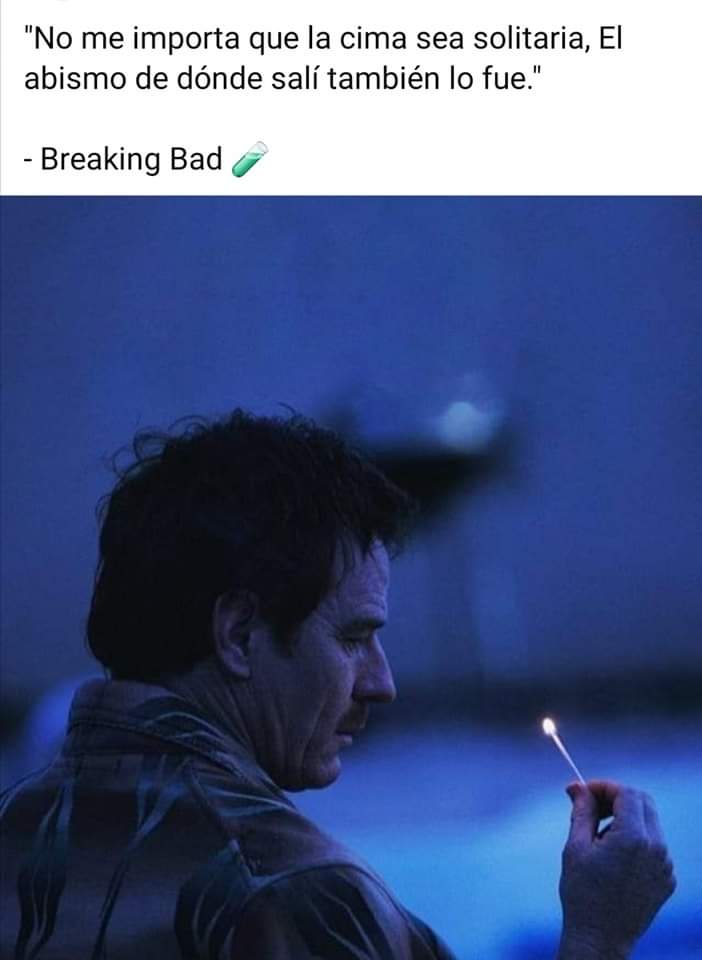 "No me importa que la cima sea solitaria, El
abismo de dónde salí también lo fue."
- Breaking Bad 🧪